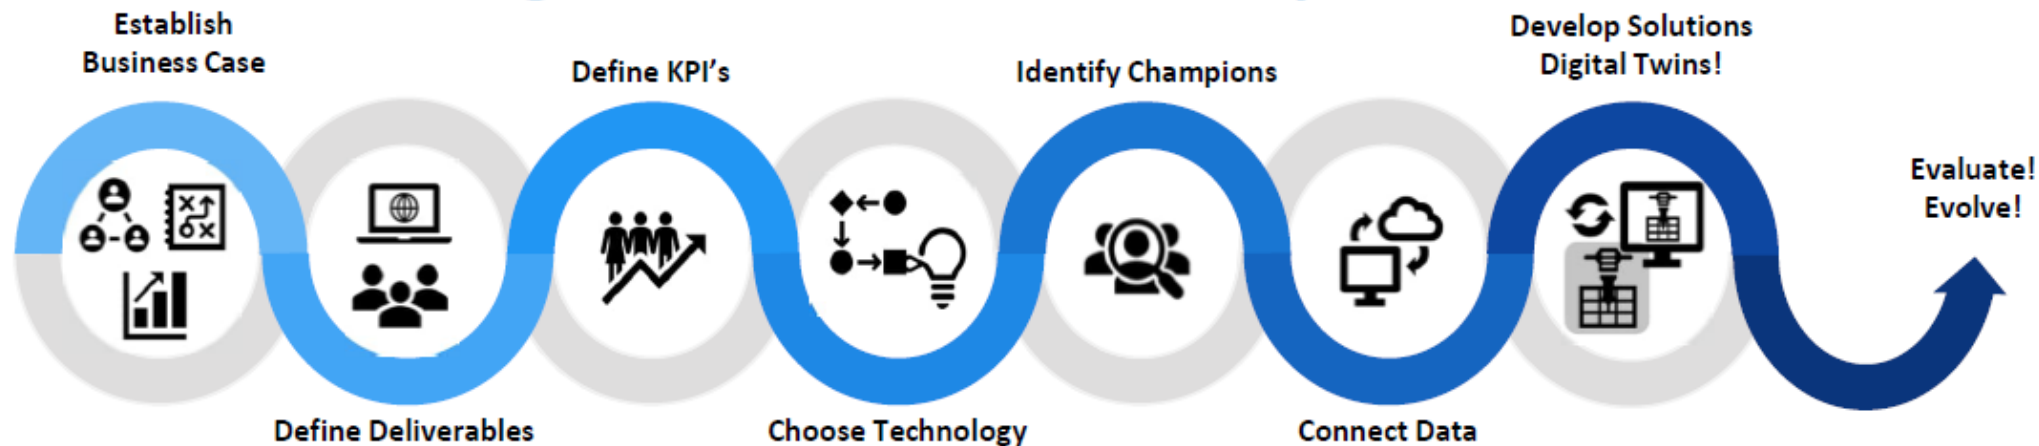 Establish
Business Case
Define Deliverables
Define KPI's
Choose Technology
Identify Champions
Connect Data
Develop Solutions
Digital Twins!
Evaluate!
Evolve!